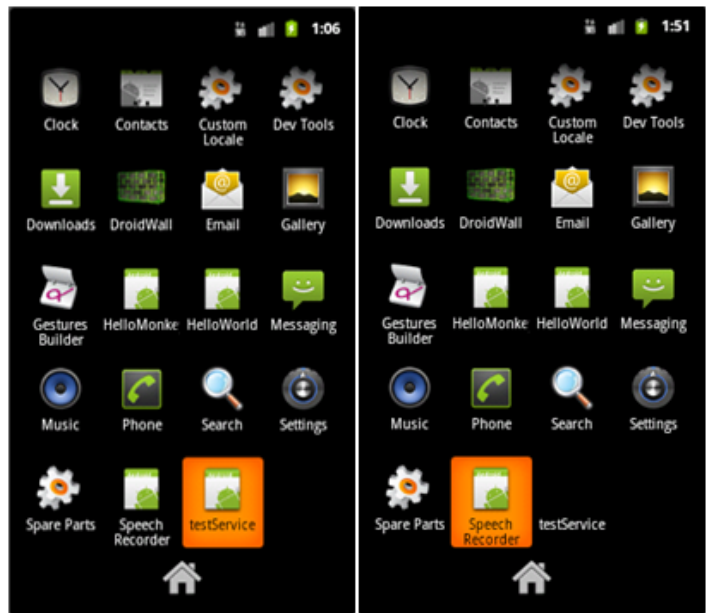 1:06
Clock Contacts Custom Locale Dev Tools
Downloads DroidWall Email Gallery
Gestures Builder HelloMonke HelloWorld Messaging
Music Phone Search Settings
Spare Parts Speech Recorder testService
1:51
Clock Contacts Custom Locale Dev Tools
Downloads DroidWall Email Gallery
Gestures Builder HelloMonke HelloWorld Messaging
Music Phone Search Settings
Spare Parts Speech Recorder testService